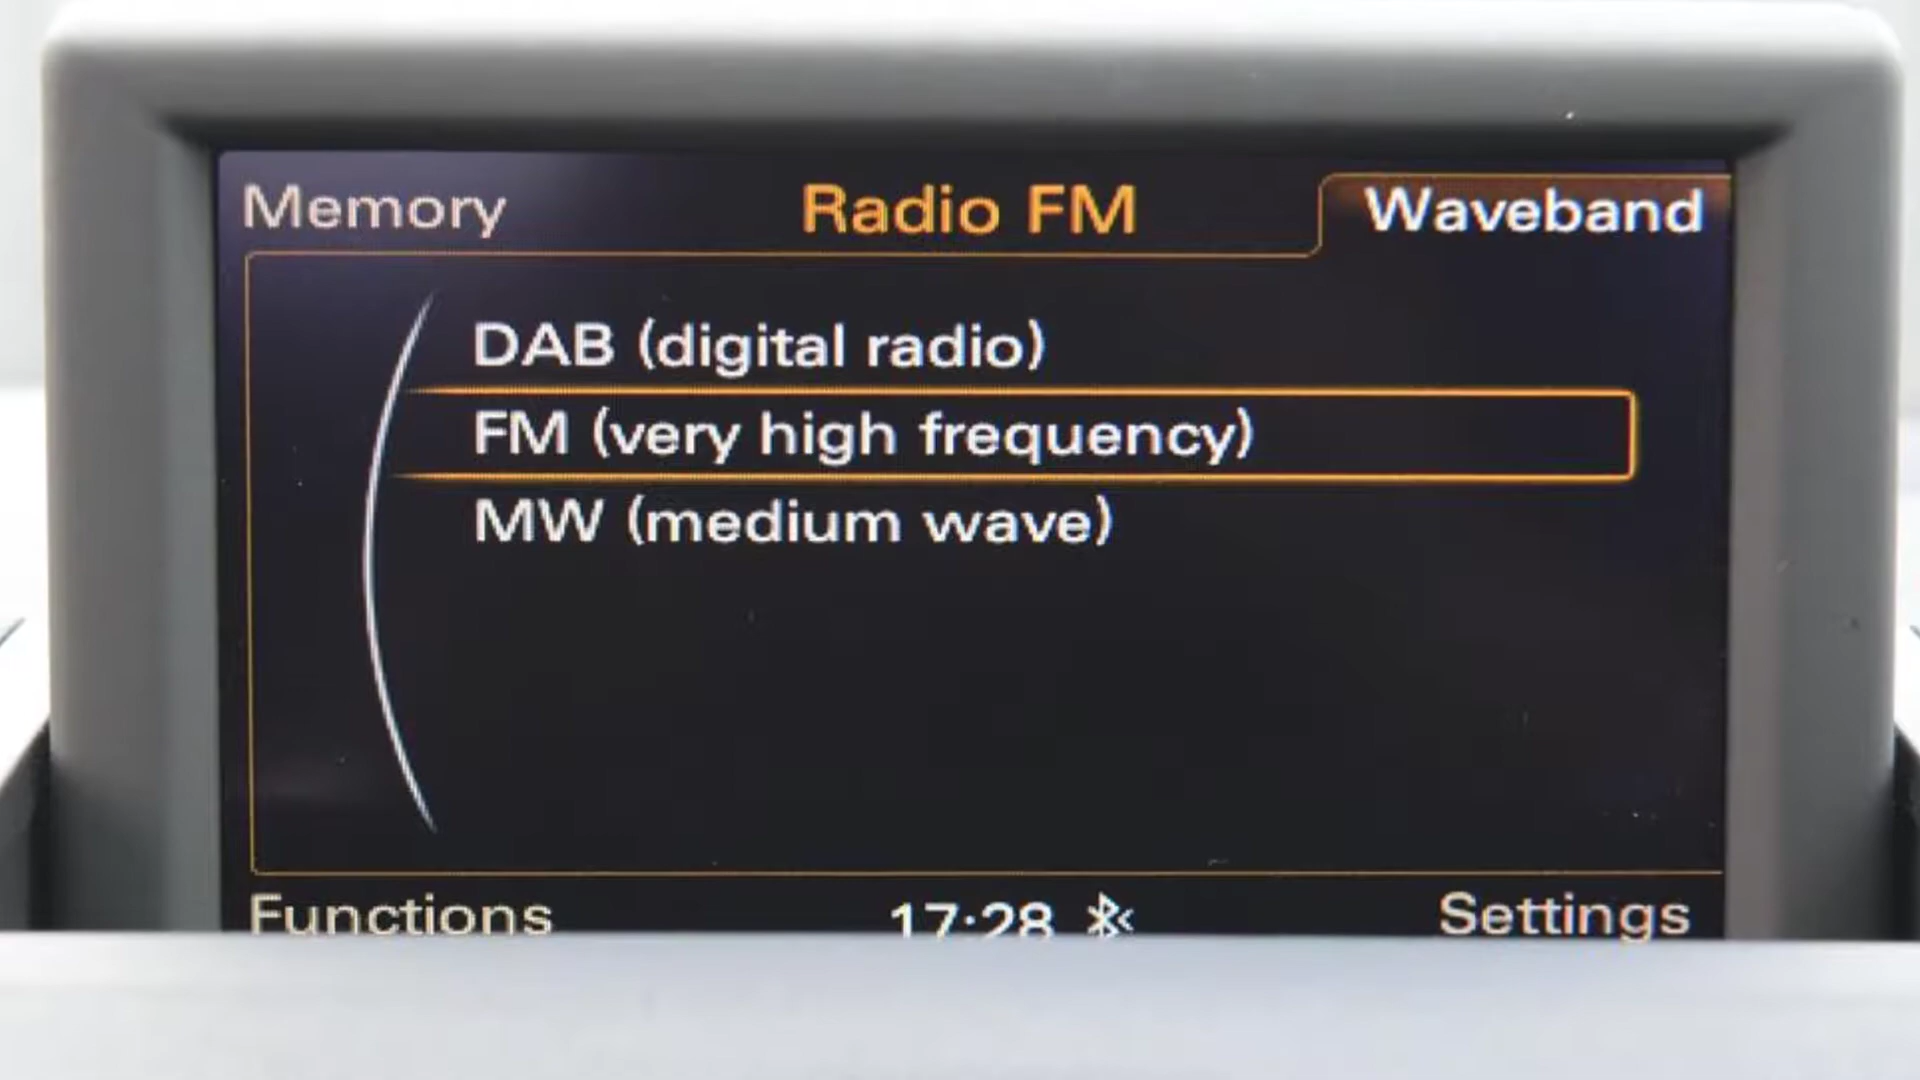 Memory Radio FM Waveband
DAB (digital radio)
FM (very high frequency)
MW (medium wave)
Functions 17:28 Settings